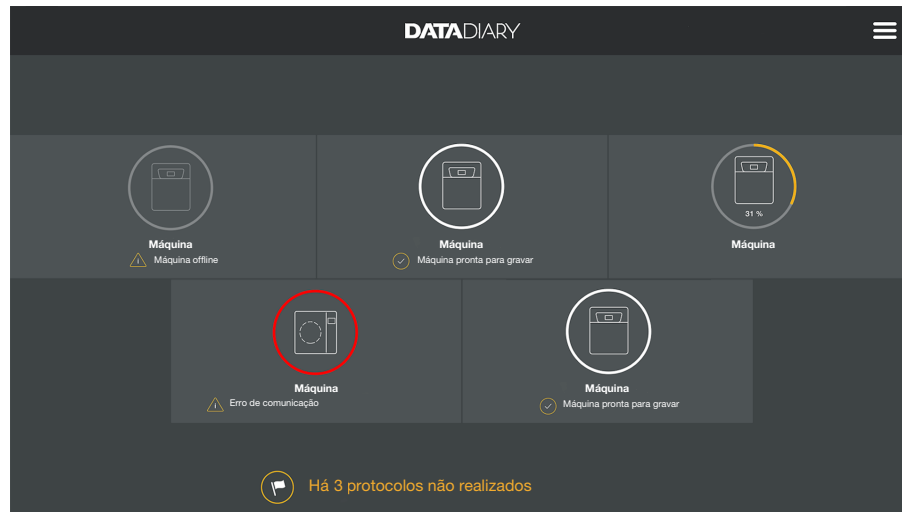 DATADIARY
31 %
Máquina
Máquina offline
Máquina
Máquina pronta para gravar
Máquina
Máquina
Erro de comunicação
Máquina
Máquina pronta para gravar
Há 3 protocolos não realizados